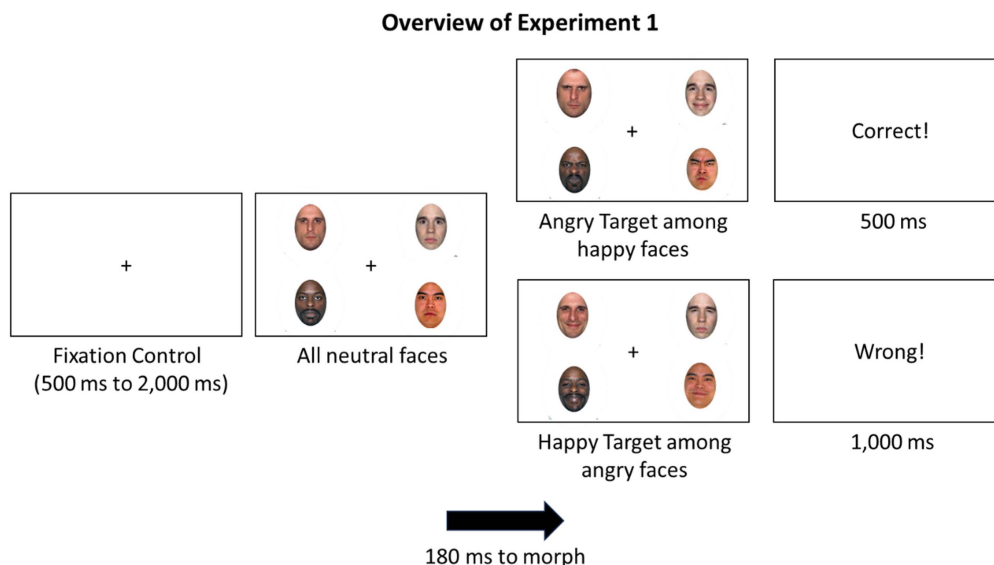 Overview of Experiment 1
+
Fixation Control
(500 ms to 2,000 ms)
+
All neutral faces
+
Angry Target among
happy faces
Correct!
500 ms
+
Happy Target among
angry faces
Wrong!
1,000 ms
180 ms to morph